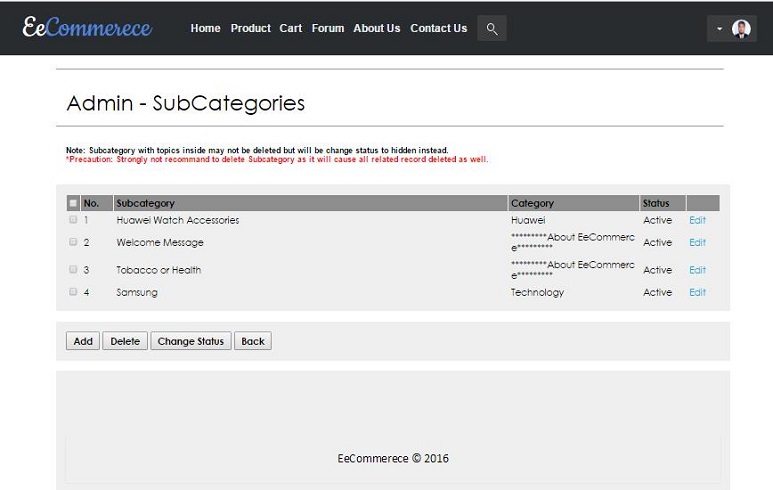 EeCommerece
Home Product Cart Forum About Us Contact Us
Admin - SubCategories
Note: Subcategory with topics inside may not be deleted but will be change status to hidden instead.
*Precaution: Strongly not recommand to delete Subcategory as it will cause all related record deleted as well.
No. Subcategory Category Status
1 Huawei Watch Accessories Huawei Active Edit
2 Welcome Message *********About EeCommerc
e********* Active Edit
3 Tobacco or Health *********About EeCommerc
e********* Active Edit
4 Samsung Technology Active Edit
Add Delete Change Status Back
EeCommerece © 2016